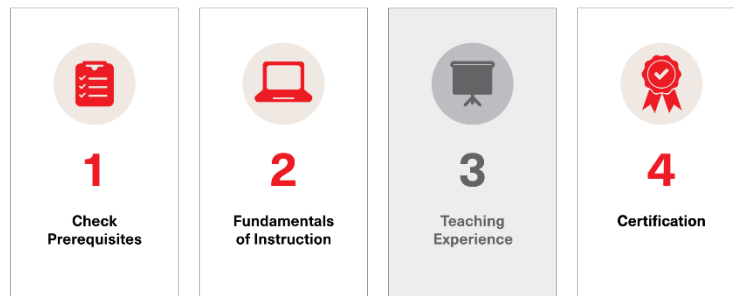 1
Check
Prerequisites
2
Fundamentals
of Instruction
3
Teaching
Experience
4
Certification